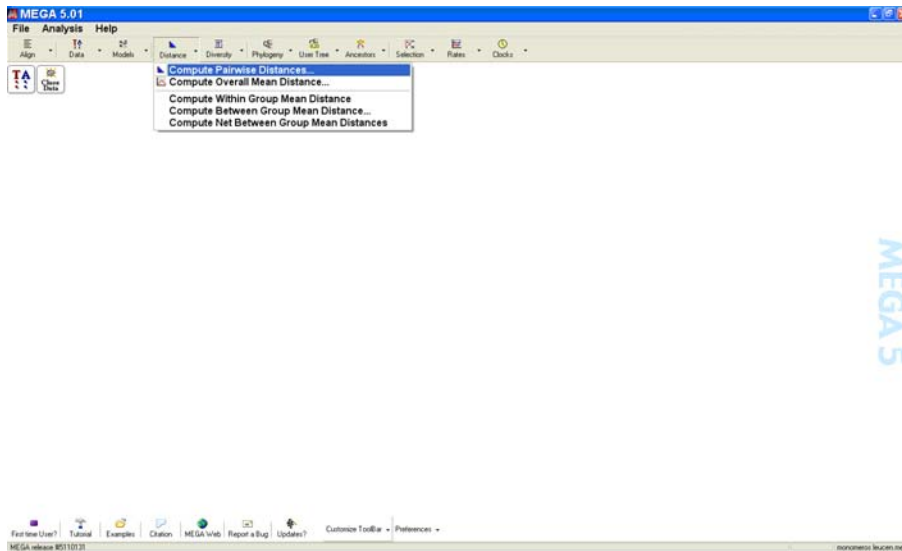 MEGA 5.01
File Analysis Help
Align Data Models Distance Diversity Phylogeny User Tree Ancestors Selection Rates Clocks
TA Close Data
Compute Pairwise Distances...
Compute Overall Mean Distance...
Compute Within Group Mean Distance
Compute Between Group Mean Distance...
Compute Net Between Group Mean Distances
MEGA 5
First time User? Tutorial Examples Citation MEGA Web Report a Bug Updates? Customize ToolBar Preferences
MEGA release #5110131 monomeros leucen.me